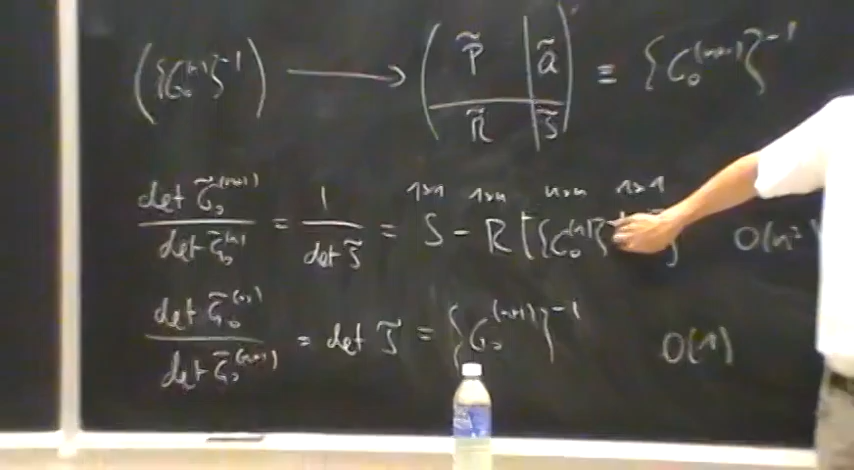 ({G₀⁽ⁿ⁾}⁻¹) ⟶ ( P̃ | Q̃ / R̃ | S̃ ) ≡ {G₀⁽ⁿ⁺¹⁾}⁻¹
1×1 1×n n×n n×1
det G̃₀⁽ⁿ⁺¹⁾ / det G̃₀⁽ⁿ⁾ = 1 / det S̃ = S − R [{G₀⁽ⁿ⁾} O(n²)
det G̃₀⁽ⁿ⁾ / det G̃₀⁽ⁿ⁺¹⁾ = det S̃ = {G₀⁽ⁿ⁺¹⁾}⁻¹ O(1)